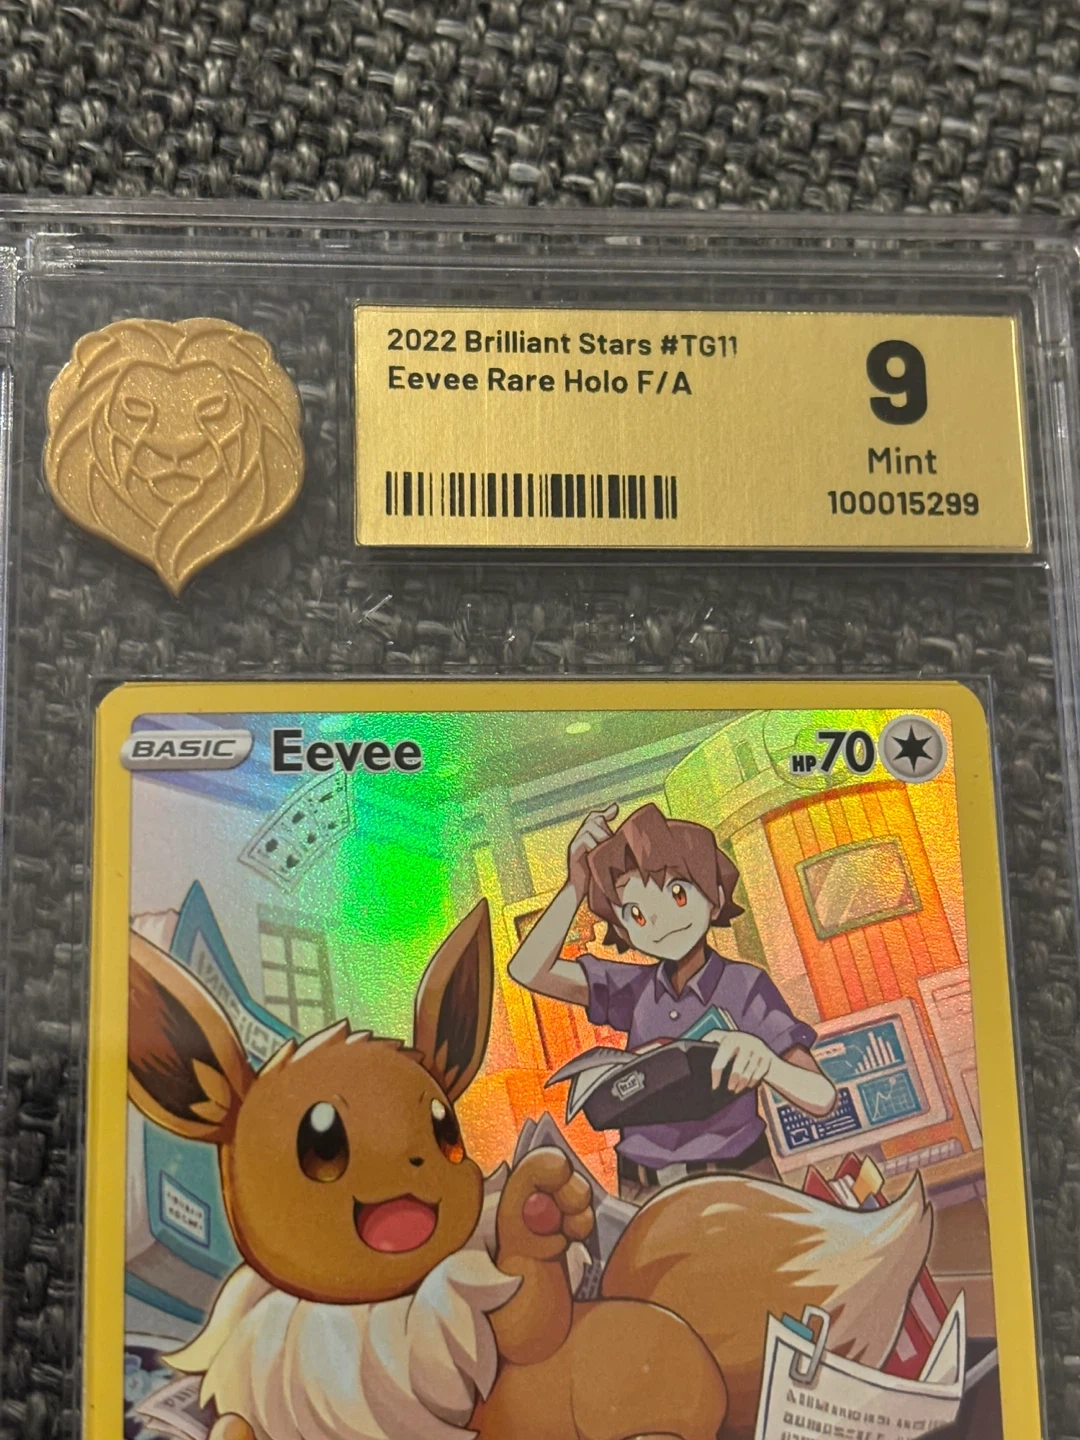 2022 Brilliant Stars #TG11
Eevee Rare Holo F/A
9
Mint
100015299
BASIC Eevee HP70